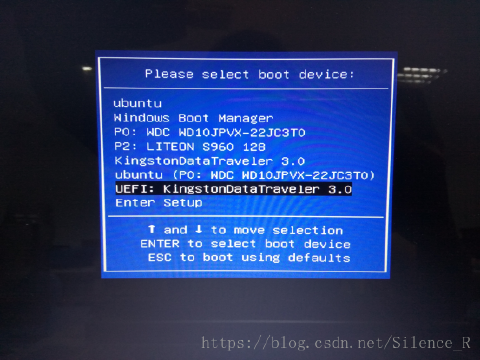 Please select boot device:
ubuntu
Windows Boot Manager
P0: WDC WD10JPVX-22JC3T0
P2: LITEON S960 128
KingstonDataTraveler 3.0
ubuntu (P0: WDC WD10JPVX-22JC3T0)
UEFI: KingstonDataTraveler 3.0
Enter Setup
↑ and ↓ to move selection
ENTER to select boot device
ESC to boot using defaults
https://blog.csdn.net/Silence_R